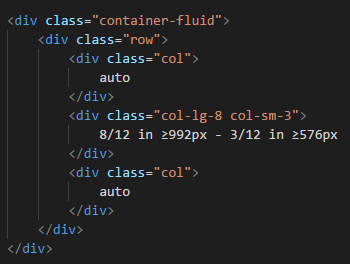 <div class="container-fluid">
<div class="row">
<div class="col">
auto
</div>
<div class="col-lg-8 col-sm-3">
8/12 in ≥992px - 3/12 in ≥576px
</div>
<div class="col">
auto
</div>
</div>
</div>